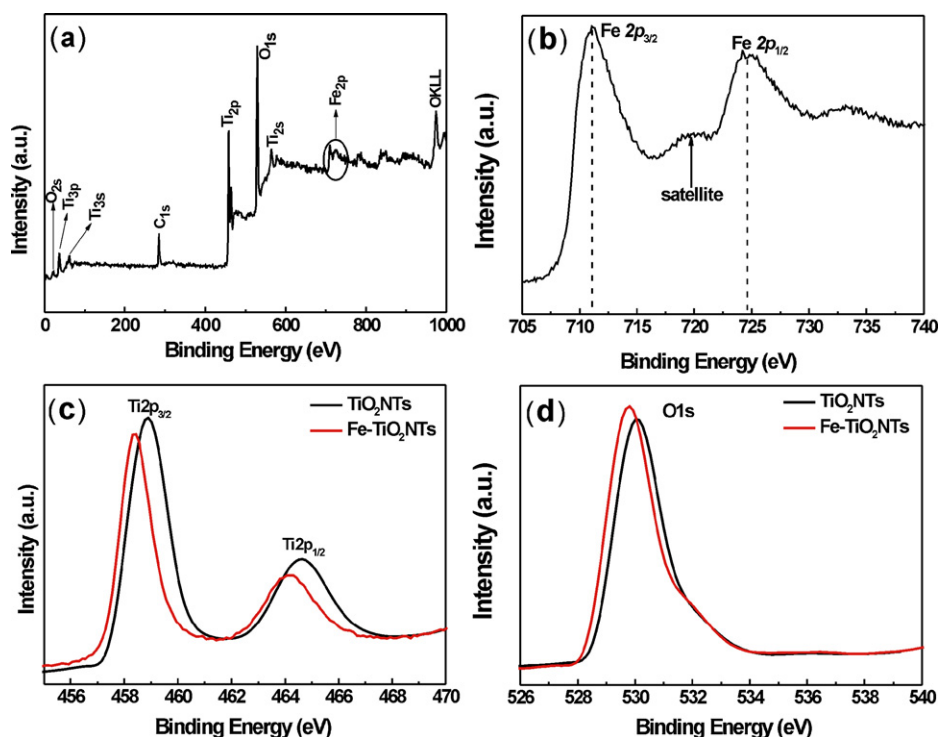 (a)
O2s
Ti3p
Ti3s
C1s
Ti2p
O1s
Ti2s
Fe2p
OKLL
Intensity (a.u.)
0 200 400 600 800 1000
Binding Energy (eV)
(b)
Fe 2p3/2
Fe 2p1/2
satellite
Intensity (a.u.)
705 710 715 720 725 730 735 740
Binding Energy (eV)
(c)
Ti2p3/2
TiO2NTs
Fe-TiO2NTs
Ti2p1/2
Intensity (a.u.)
456 458 460 462 464 466 468 470
Binding Energy (eV)
(d)
O1s
TiO2NTs
Fe-TiO2NTs
Intensity (a.u.)
526 528 530 532 534 536 538 540
Binding Energy (eV)